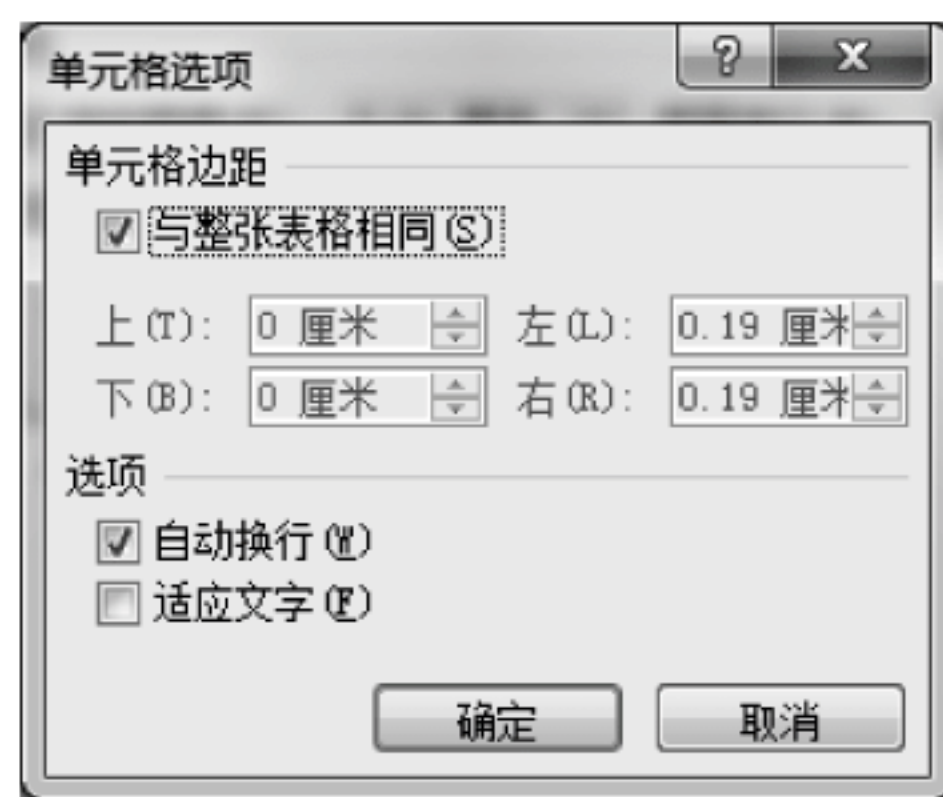 单元格选项
单元格边距
与整张表格相同(S)
上(T): 0 厘米 左(L): 0.19 厘米
下(B): 0 厘米 右(R): 0.19 厘米
选项
自动换行(W)
适应文字(F)
确定 取消